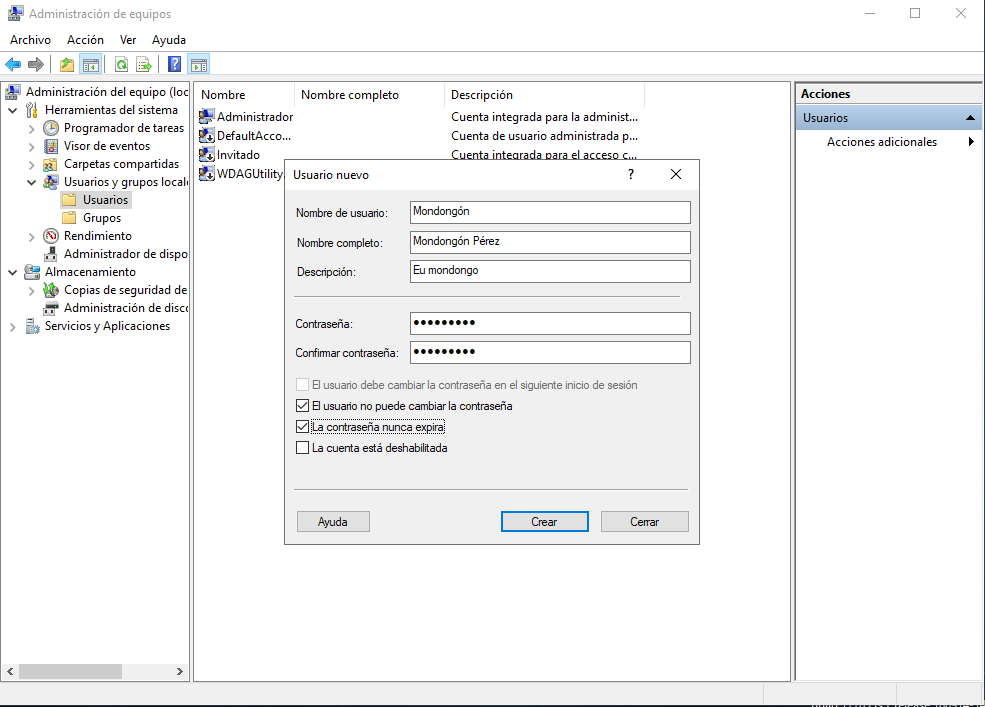 Administración de equipos
Archivo Acción Ver Ayuda
Administración del equipo (loc
Herramientas del sistema
Programador de tareas
Visor de eventos
Carpetas compartidas
Usuarios y grupos locale
Usuarios
Grupos
Rendimiento
Administrador de dispo
Almacenamiento
Copias de seguridad de
Administración de disco
Servicios y Aplicaciones
Nombre Nombre completo Descripción
Administrador Cuenta integrada para la administ...
DefaultAcco... Cuenta de usuario administrada p...
Invitado Cuenta integrada para el acceso c...
WDAGUtility
Usuario nuevo ?
Nombre de usuario: Mondongón
Nombre completo: Mondongón Pérez
Descripción: Eu mondongo
Contraseña: ●●●●●●●●●
Confirmar contraseña: ●●●●●●●●●
El usuario debe cambiar la contraseña en el siguiente inicio de sesión
El usuario no puede cambiar la contraseña
La contraseña nunca expira
La cuenta está deshabilitada
Ayuda Crear Cerrar
Acciones
Usuarios
Acciones adicionales